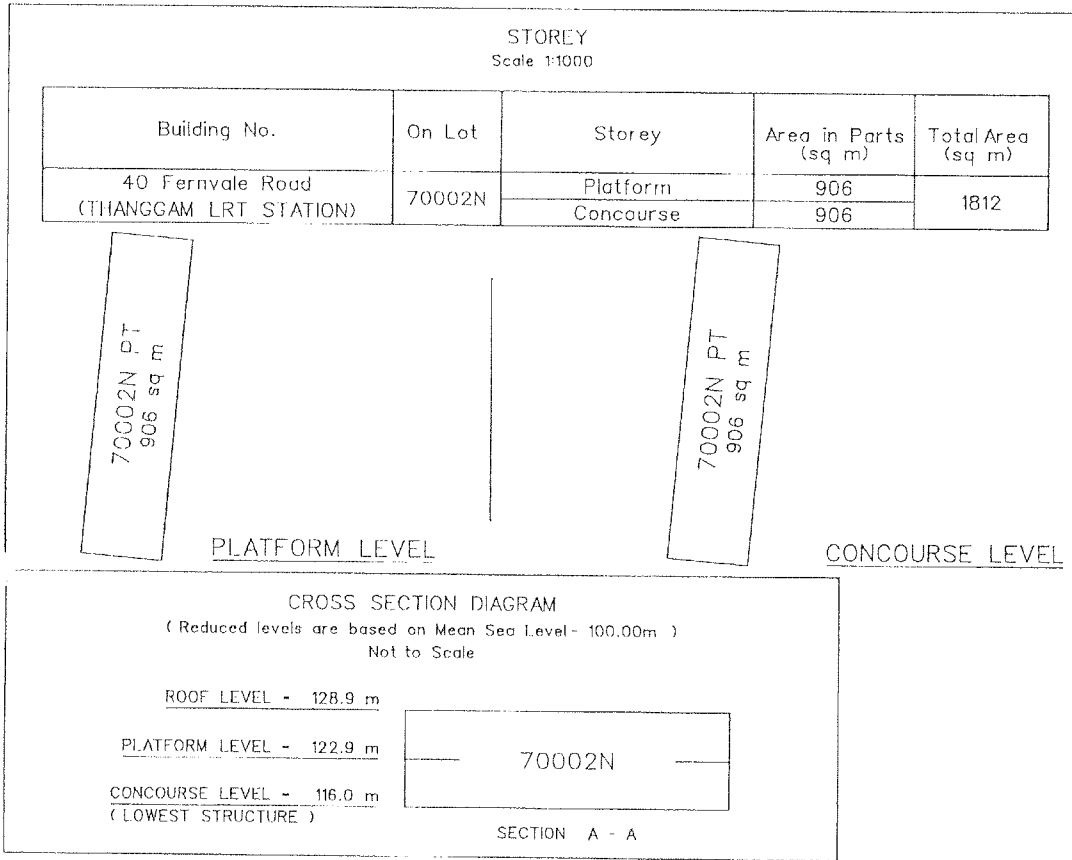 STOREY
Scale 1:1000
Building No. On Lot Storey Area in Parts (sq m) Total Area (sq m)
40 Fernvale Road (THANGGAM LRT STATION) 70002N Platform 906 1812
Concourse 906
70002N PT
906 sq m
PLATFORM LEVEL
70002N PT
906 sq m
CONCOURSE LEVEL
CROSS SECTION DIAGRAM
( Reduced levels are based on Mean Sea Level - 100.00m )
Not to Scale
ROOF LEVEL - 128.9 m
PLATFORM LEVEL - 122.9 m
CONCOURSE LEVEL - 116.0 m
( LOWEST STRUCTURE )
70002N
SECTION A - A